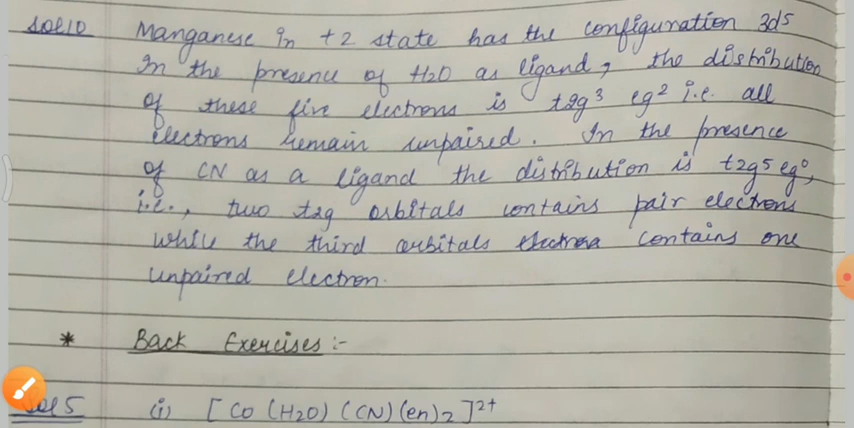 Sol 10 Manganese in +2 state has the configuration 3d5
In the presence of H2O as ligand, the distribution
of these five electrons is t2g³ eg² i.e. all
electrons remain unpaired. In the presence
of CN as a ligand the distribution is t2g⁵ eg⁰,
i.e., two t2g orbitals contains pair electrons
while the third orbitals contains one
unpaired electron.
* Back Exercises :-
Sol 5 (i) [Co (H2O) (CN) (en)2]2+